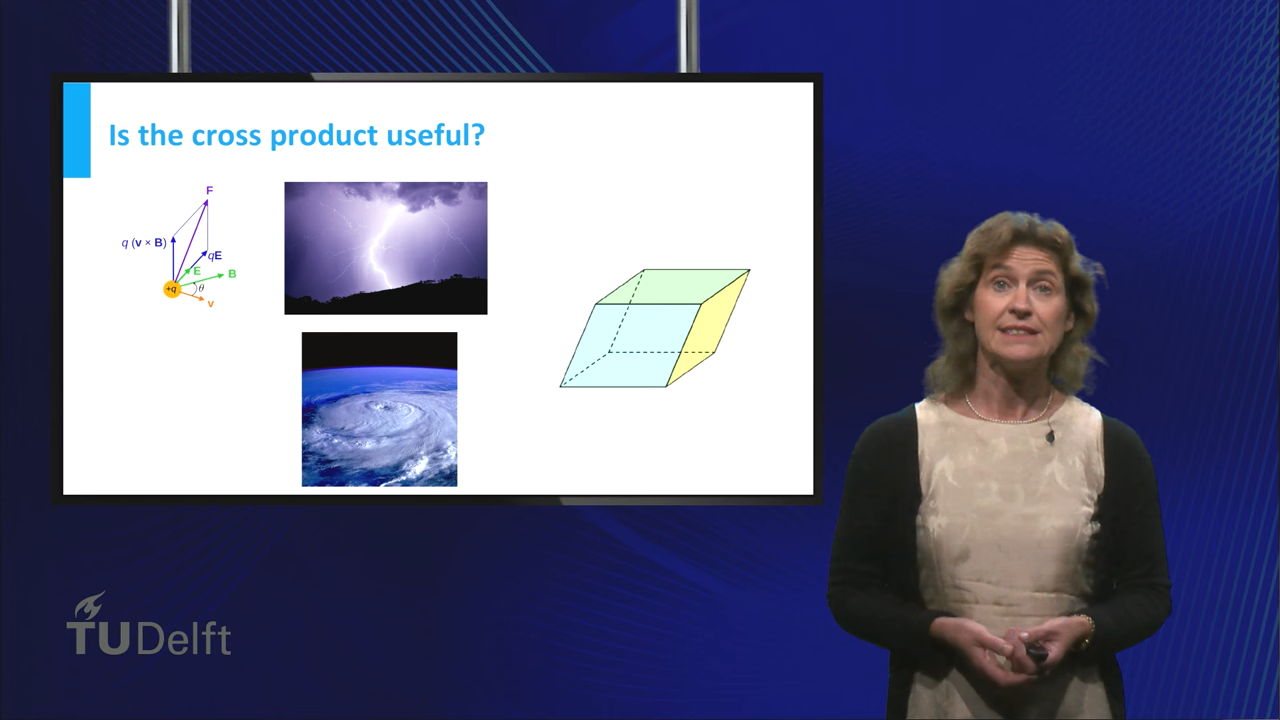 Is the cross product useful?
F
q (v × B)
qE
E
B
+q
θ
v
TUDelft